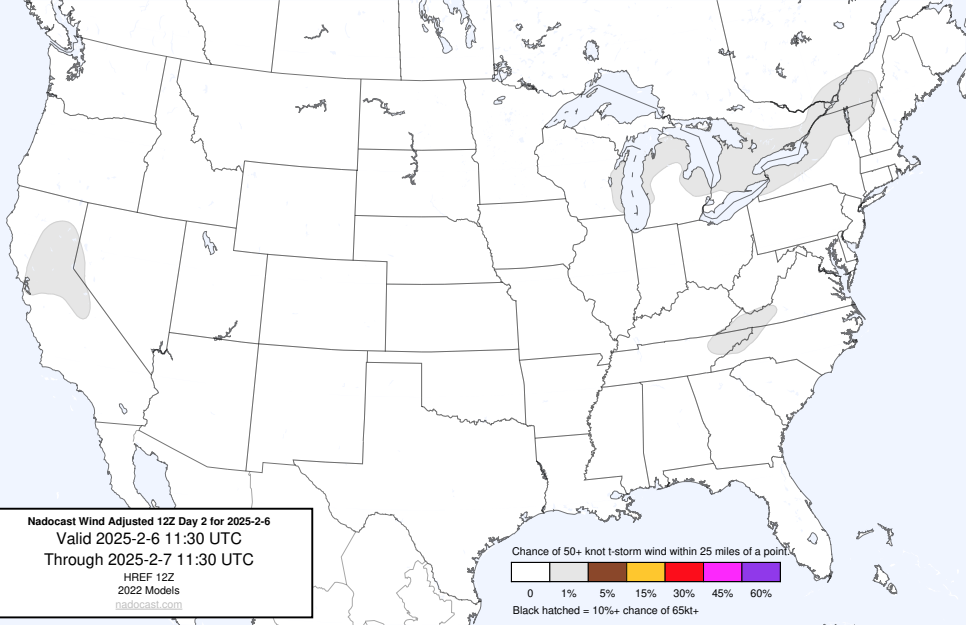 Nadocast Wind Adjusted 12Z Day 2 for 2025-2-6
Valid 2025-2-6 11:30 UTC
Through 2025-2-7 11:30 UTC
HREF 12Z
2022 Models
nadocast.com
Chance of 50+ knot t-storm wind within 25 miles of a point.
0 1% 5% 15% 30% 45% 60%
Black hatched = 10%+ chance of 65kt+